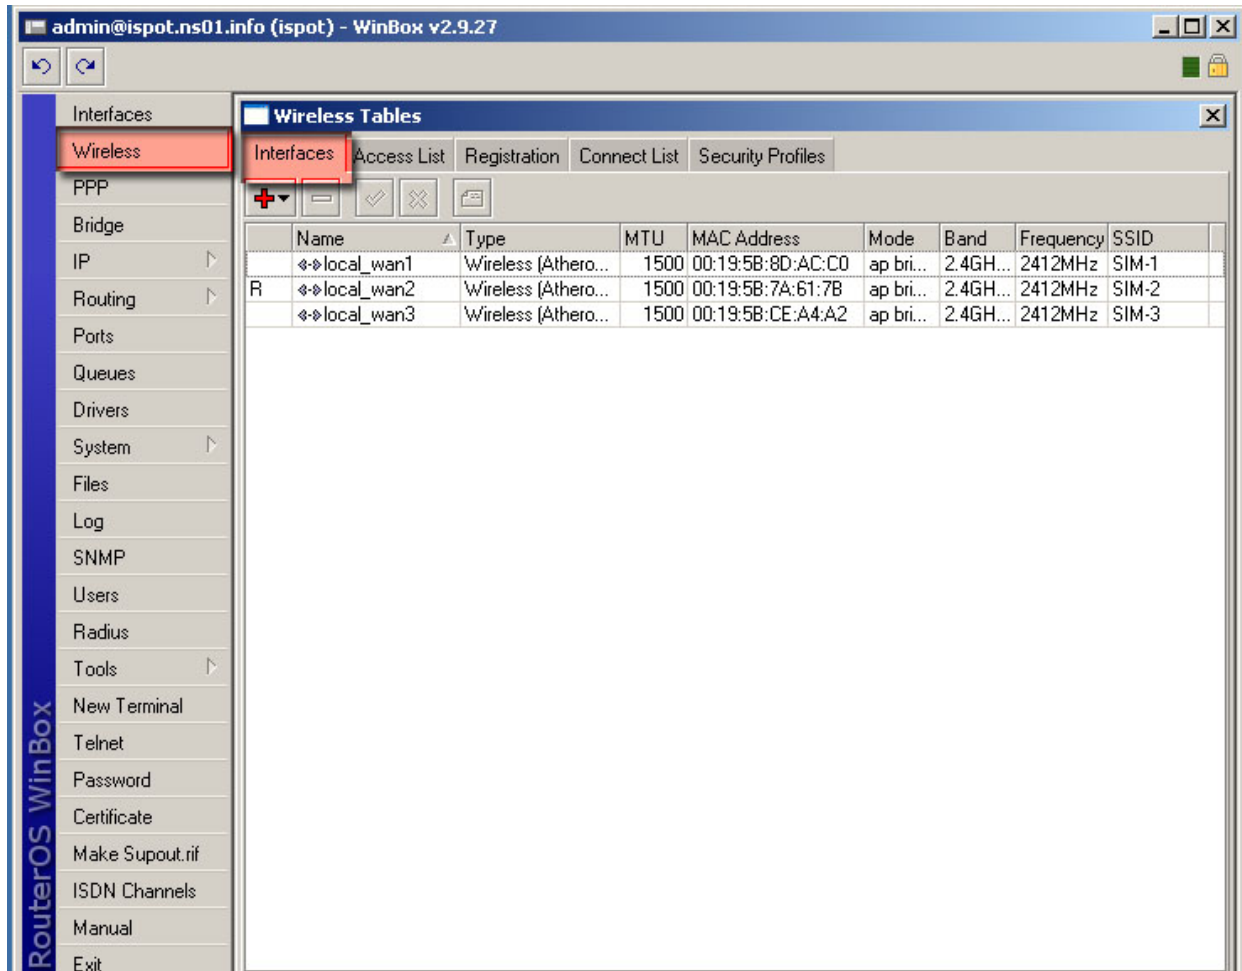 admin@ispot.ns01.info (ispot) - WinBox v2.9.27
Interfaces
Wireless
PPP
Bridge
IP
Routing
Ports
Queues
Drivers
System
Files
Log
SNMP
Users
Radius
Tools
New Terminal
Telnet
Password
Certificate
Make Supout.rif
ISDN Channels
Manual
Exit
RouterOS WinBox
Wireless Tables
Interfaces Access List Registration Connect List Security Profiles
Name Type MTU MAC Address Mode Band Frequency SSID
local_wan1 Wireless (Athero... 1500 00:19:5B:8D:AC:C0 ap bri... 2.4GH... 2412MHz SIM-1
R local_wan2 Wireless (Athero... 1500 00:19:5B:7A:61:7B ap bri... 2.4GH... 2412MHz SIM-2
local_wan3 Wireless (Athero... 1500 00:19:5B:CE:A4:A2 ap bri... 2.4GH... 2412MHz SIM-3